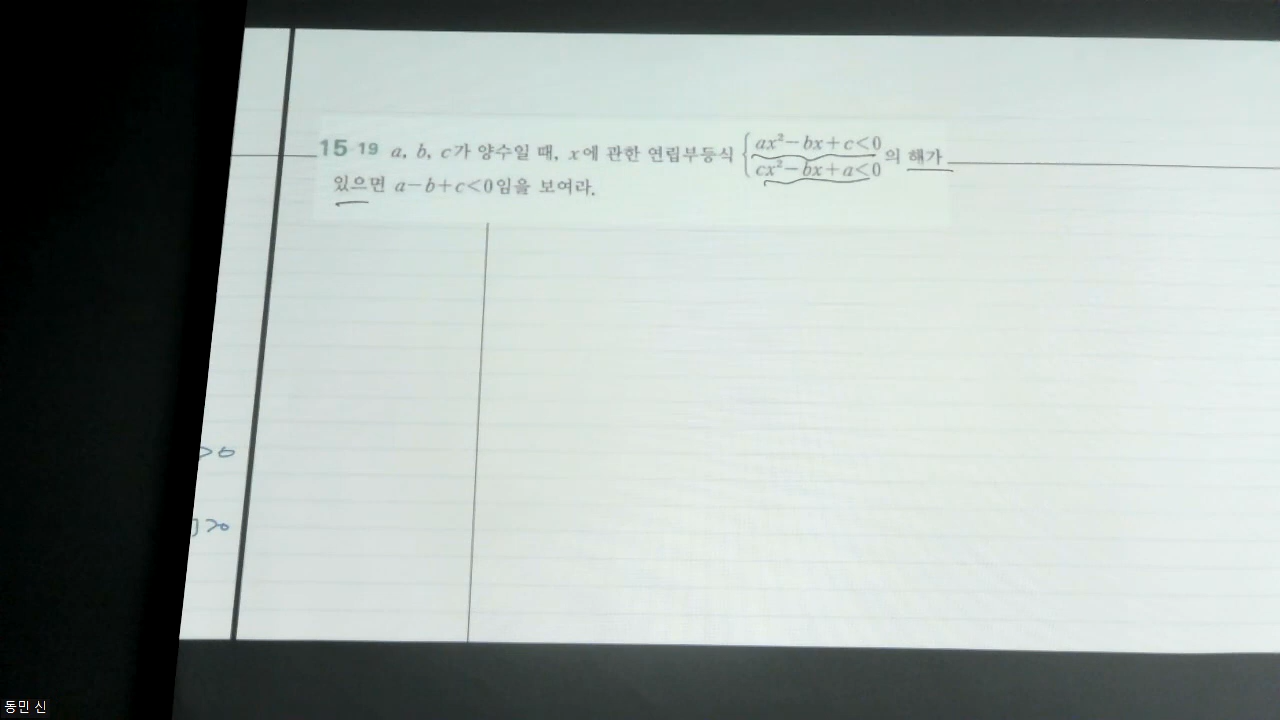 15 19 a, b, c가 양수일 때, x에 관한 연립부등식 { ax²-bx+c<0 cx²-bx+a<0 의 해가
있으면 a-b+c<0임을 보여라.
>0
]>0
동민 신